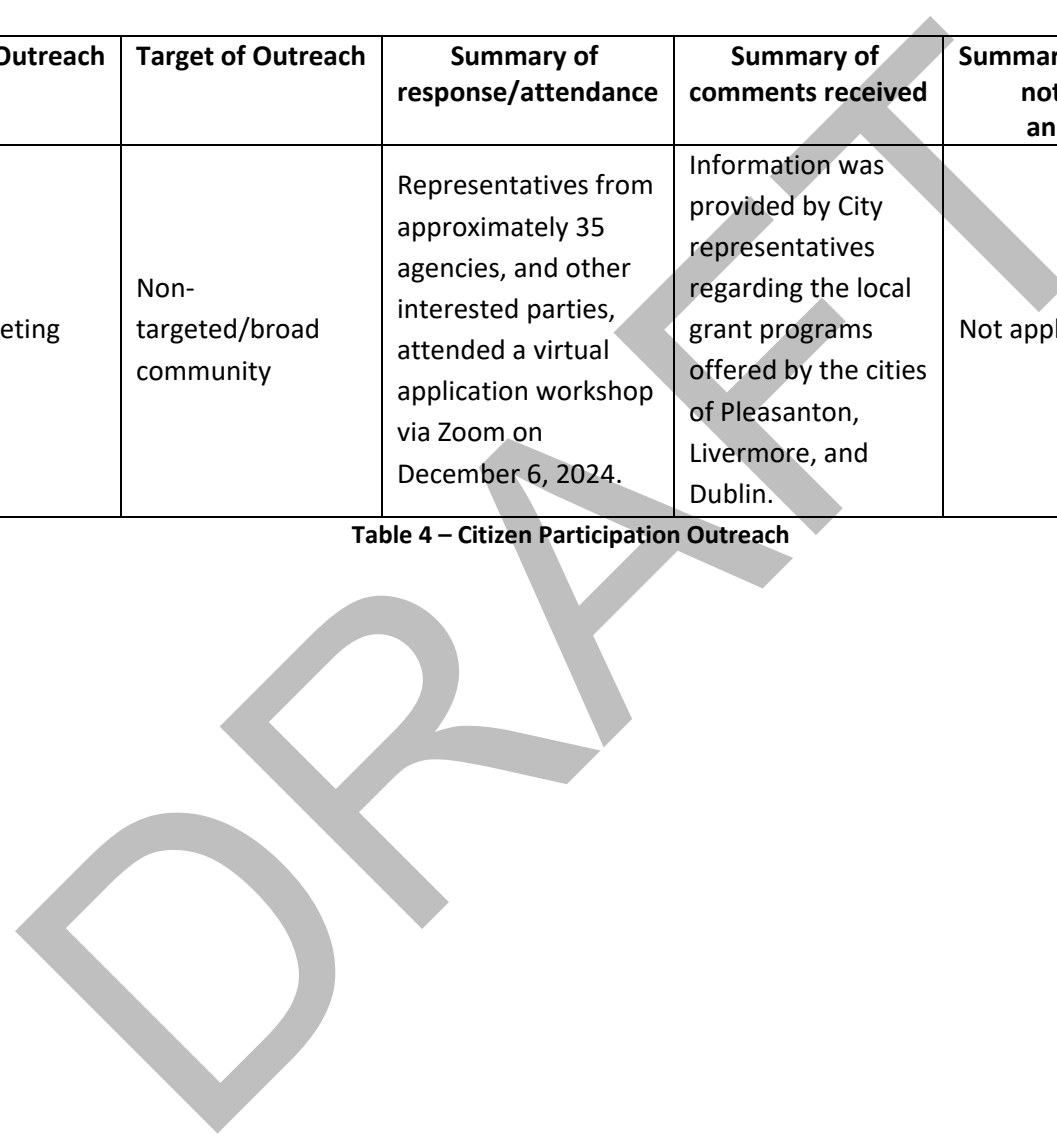 Outreach
Target of Outreach
Summary of
response/attendance
Summary of
comments received
not
an
eting
Non-
targeted/broad
community
Representatives from
approximately 35
agencies, and other
interested parties,
attended a virtual
application workshop
via Zoom on
December 6, 2024.
Information was
provided by City
representatives
regarding the local
grant programs
offered by the cities
of Pleasanton,
Livermore, and
Dublin.
Not
Table 4 – Citizen Participation Outreach
DRAFT